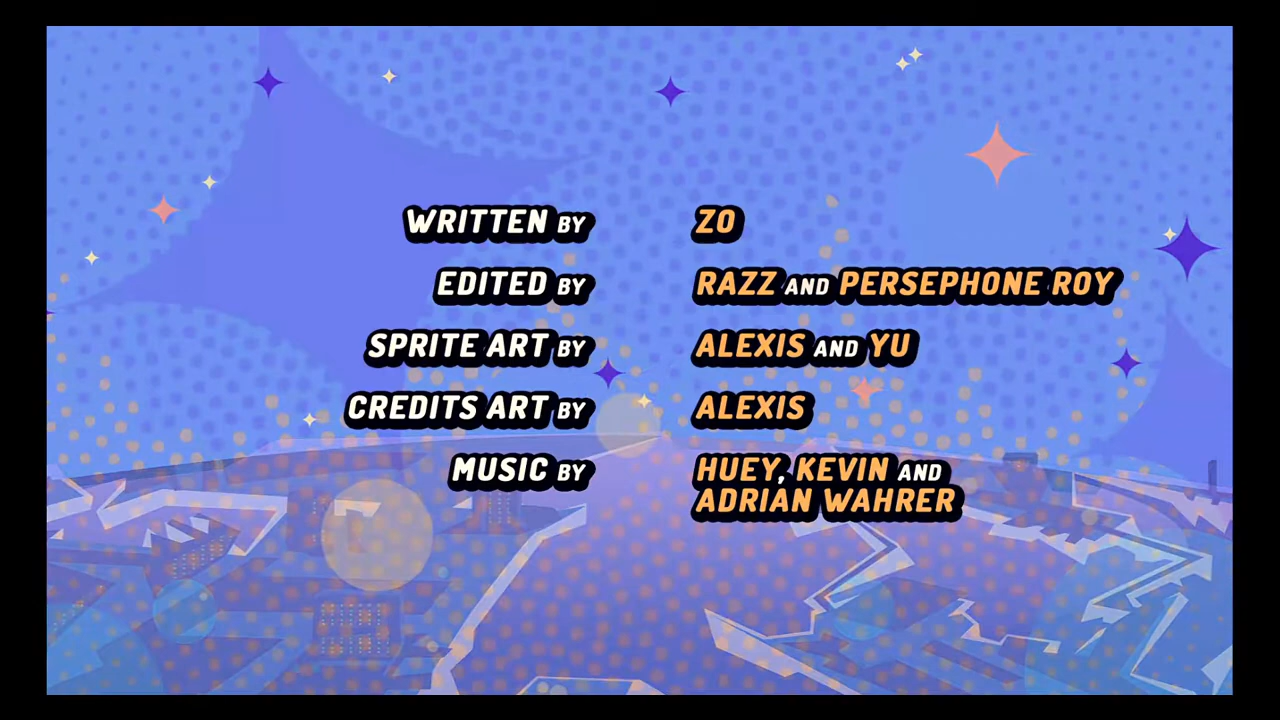 WRITTEN BY ZO
EDITED BY RAZZ AND PERSEPHONE ROY
SPRITE ART BY ALEXIS AND YU
CREDITS ART BY ALEXIS
MUSIC BY HUEY, KEVIN AND
ADRIAN WAHRER